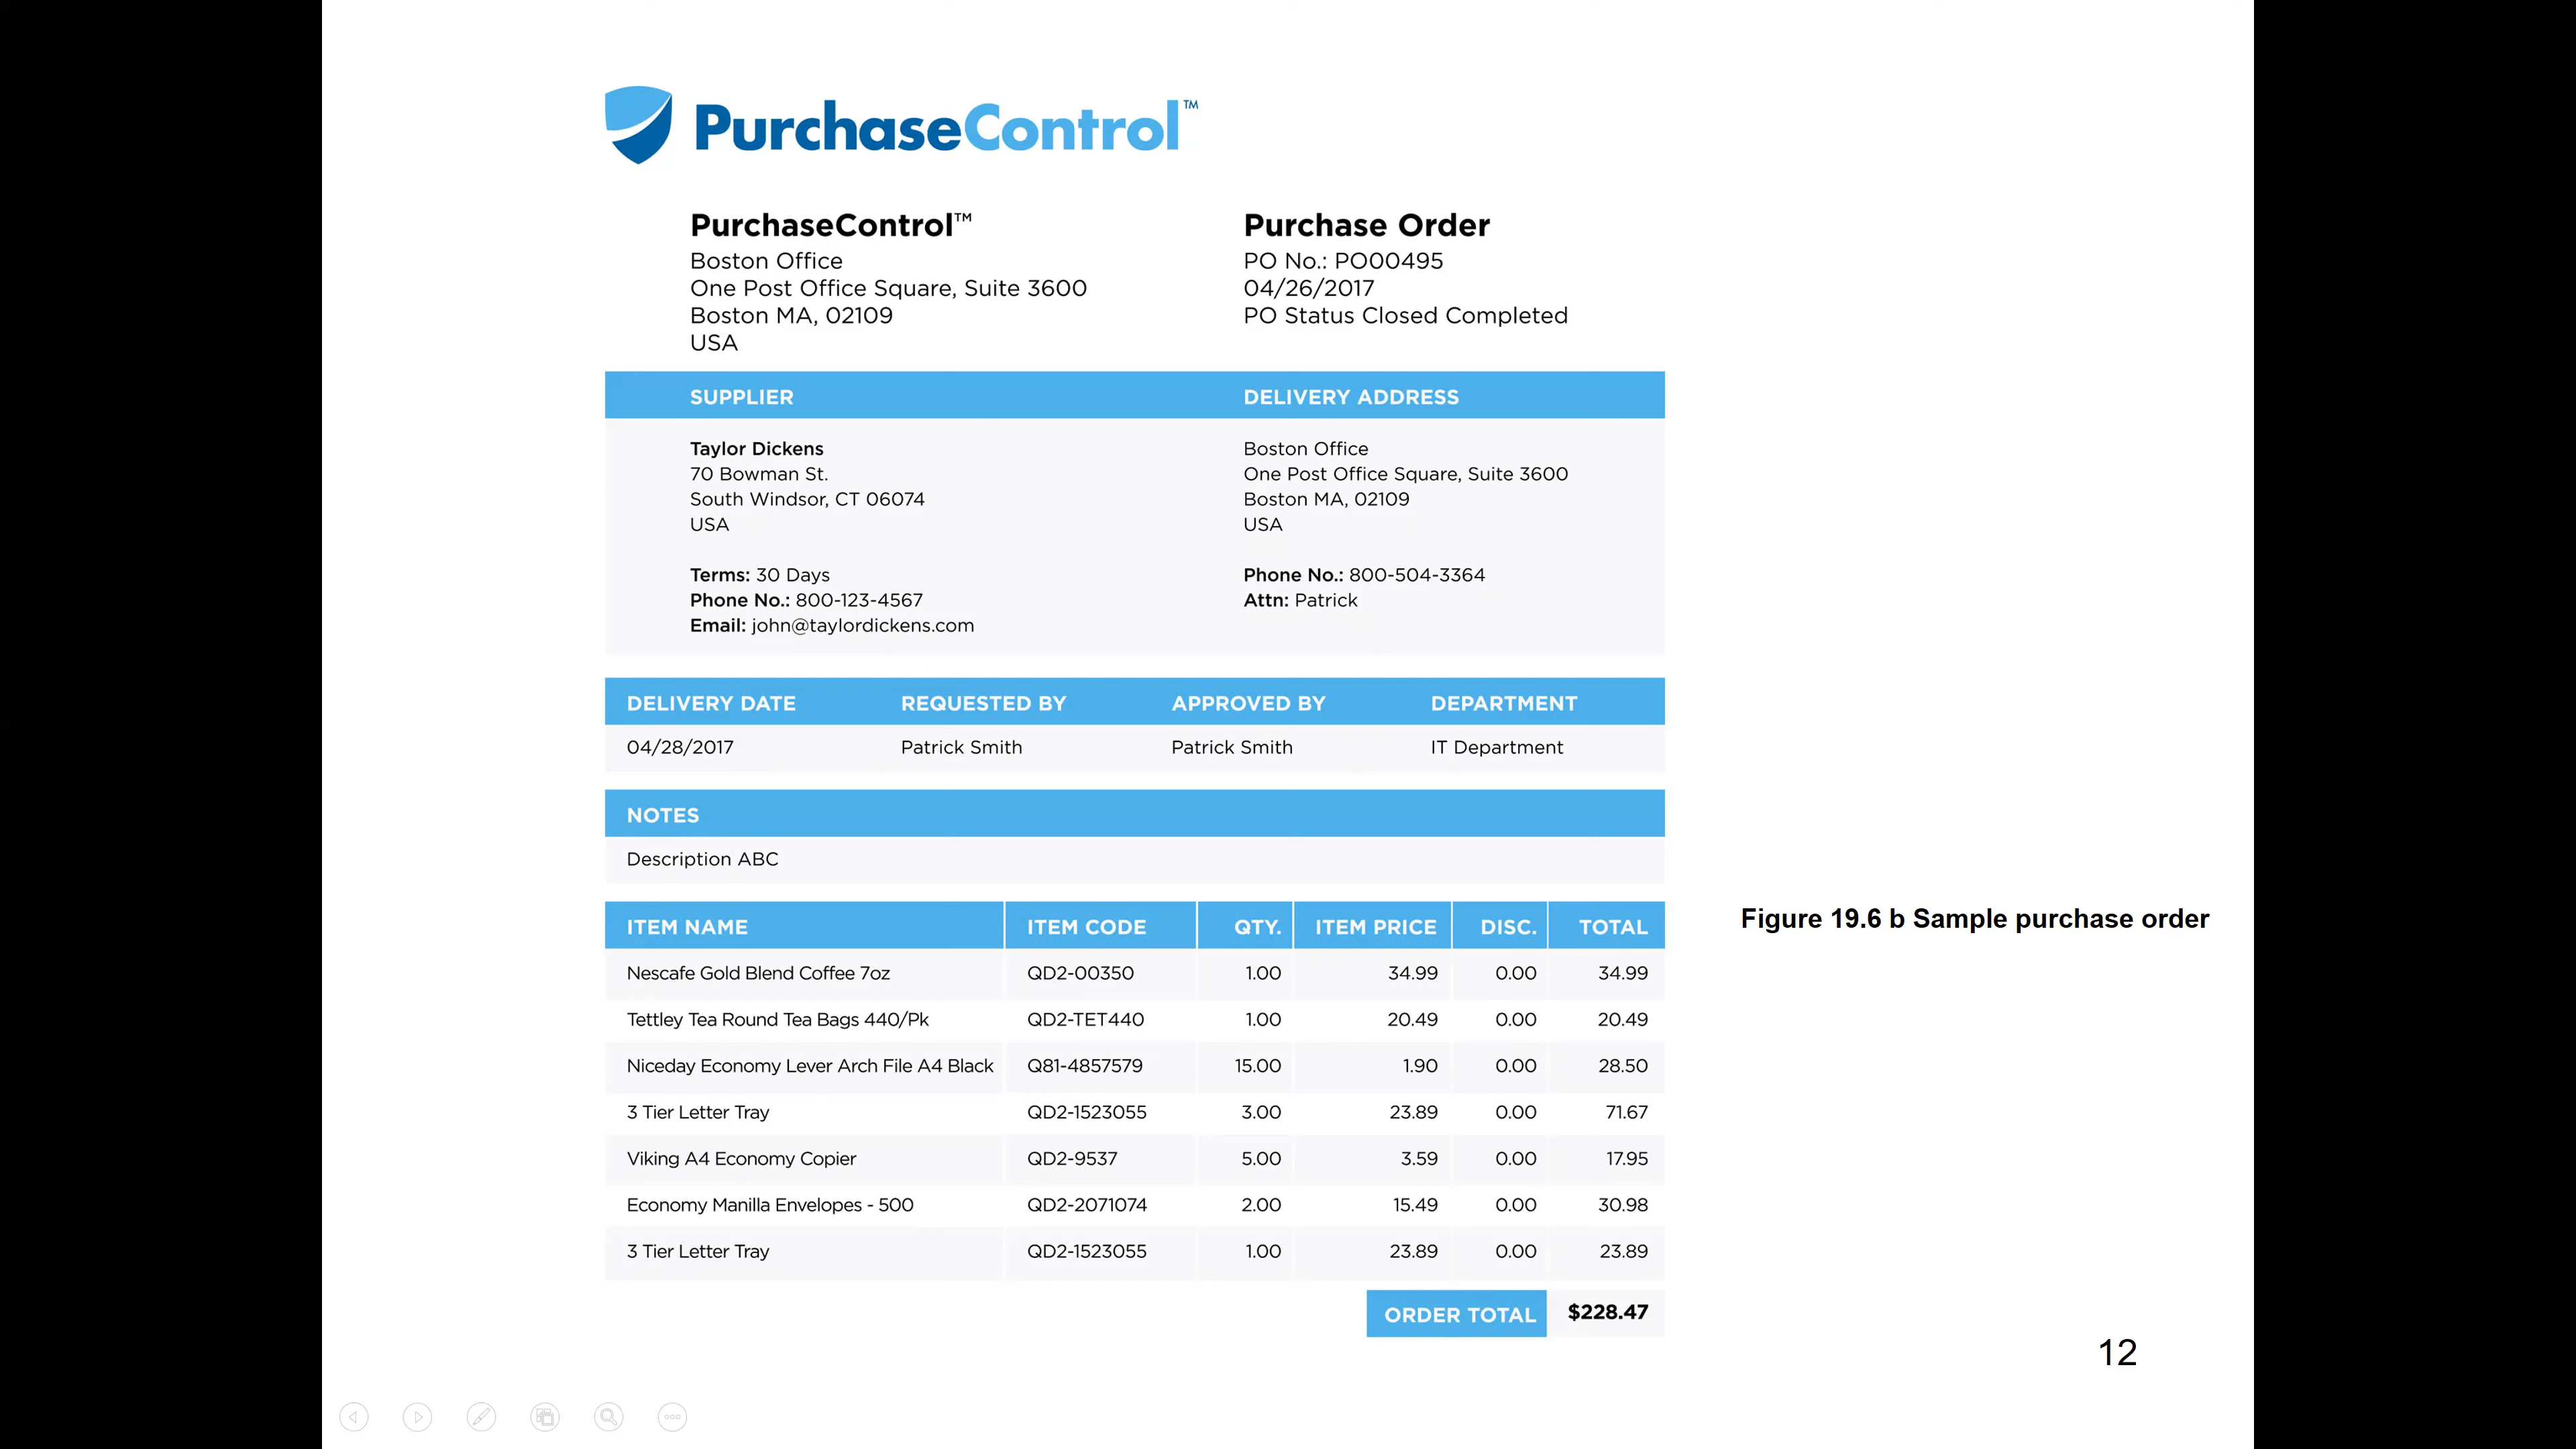 PurchaseControl™
PurchaseControl™
Boston Office
One Post Office Square, Suite 3600
Boston MA, 02109
USA
Purchase Order
PO No.: PO00495
04/26/2017
PO Status Closed Completed
SUPPLIER
Taylor Dickens
70 Bowman St.
South Windsor, CT 06074
USA
Terms: 30 Days
Phone No.: 800-123-4567
Email: john@taylordickens.com
DELIVERY ADDRESS
Boston Office
One Post Office Square, Suite 3600
Boston MA, 02109
USA
Phone No.: 800-504-3364
Attn: Patrick
DELIVERY DATE REQUESTED BY APPROVED BY DEPARTMENT
04/28/2017 Patrick Smith Patrick Smith IT Department
NOTES
Description ABC
ITEM NAME ITEM CODE QTY. ITEM PRICE DISC. TOTAL
Nescafe Gold Blend Coffee 7oz QD2-00350 1.00 34.99 0.00 34.99
Tettley Tea Round Tea Bags 440/Pk QD2-TET440 1.00 20.49 0.00 20.49
Niceday Economy Lever Arch File A4 Black Q81-4857579 15.00 1.90 0.00 28.50
3 Tier Letter Tray QD2-1523055 3.00 23.89 0.00 71.67
Viking A4 Economy Copier QD2-9537 5.00 3.59 0.00 17.95
Economy Manilla Envelopes - 500 QD2-2071074 2.00 15.49 0.00 30.98
3 Tier Letter Tray QD2-1523055 1.00 23.89 0.00 23.89
ORDER TOTAL $228.47
Figure 19.6 b Sample purchase order
12